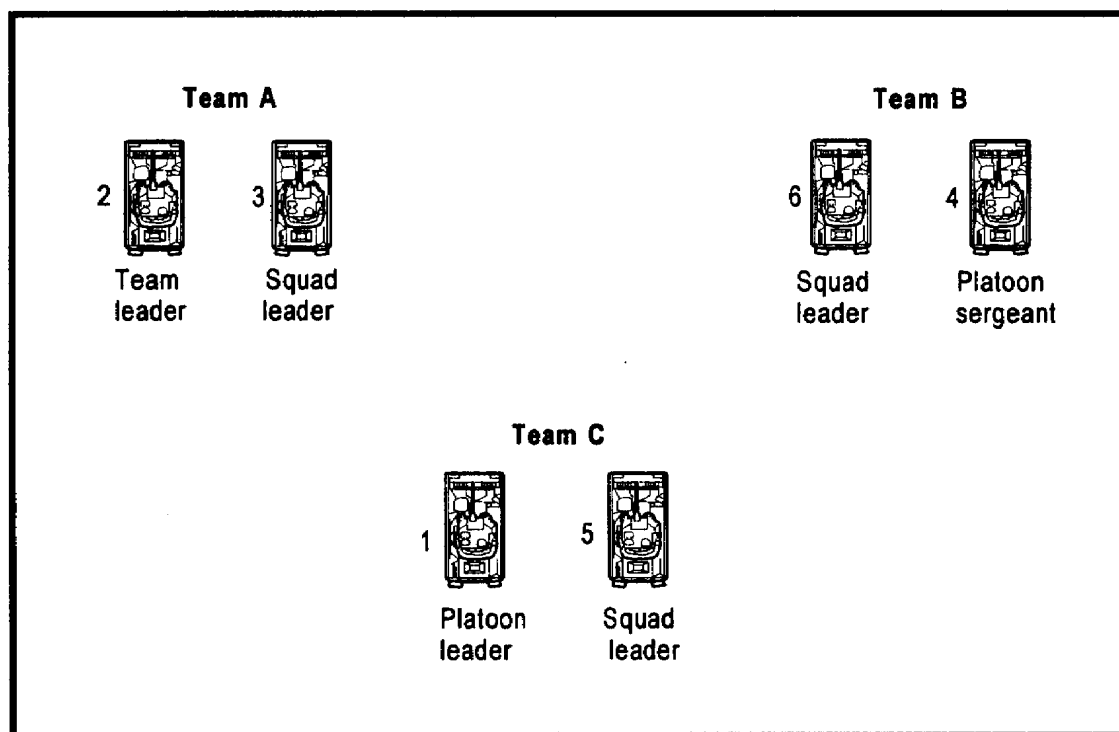 Team A
Team B
2
3
6
4
Team
leader
Squad
leader
Squad
leader
Platoon
sergeant
Team C
1
5
Platoon
leader
Squad
leader